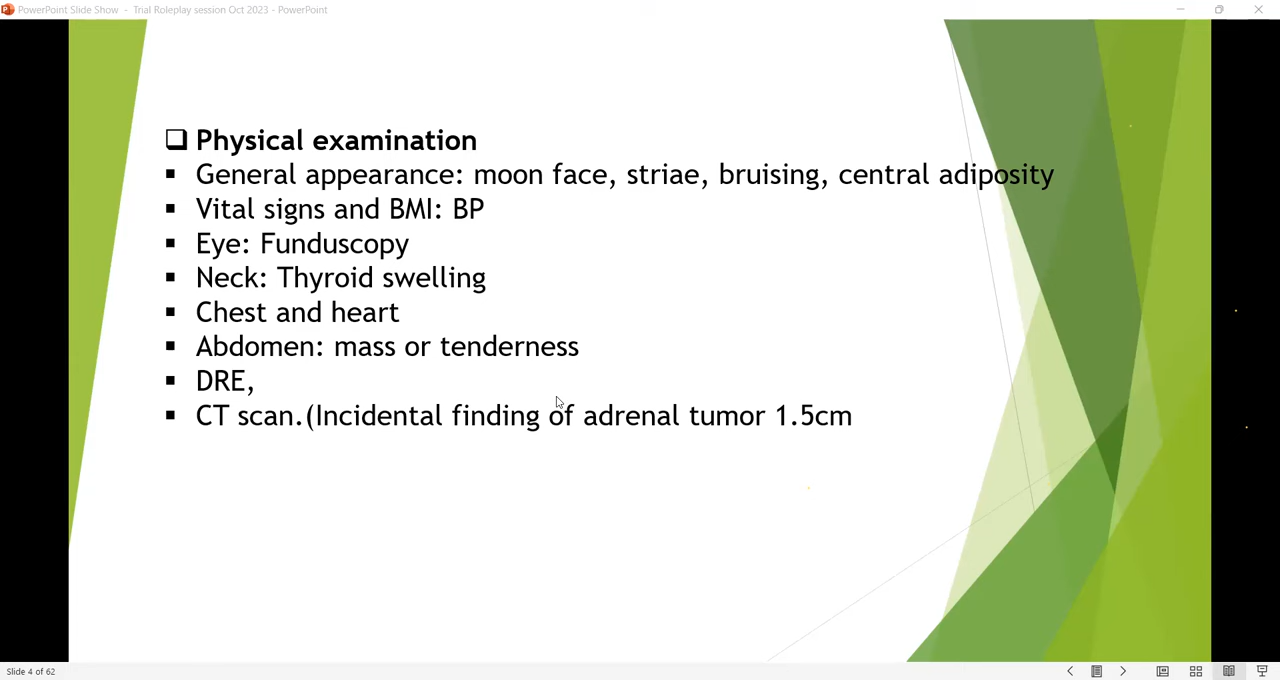 PowerPoint Slide Show - Trial Roleplay session Oct 2023 - PowerPoint
Physical examination
General appearance: moon face, striae, bruising, central adiposity
Vital signs and BMI: BP
Eye: Funduscopy
Neck: Thyroid swelling
Chest and heart
Abdomen: mass or tenderness
DRE,
CT scan.(Incidental finding of adrenal tumor 1.5cm
Slide 4 of 62